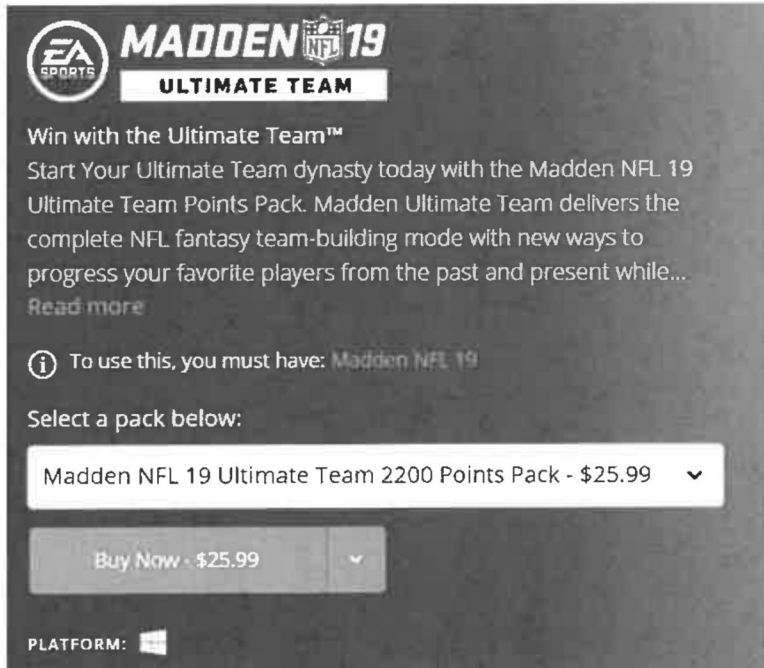 EA
SPORTS
MADDEN NFL 19
ULTIMATE TEAM
Win with the Ultimate Team™
Start Your Ultimate Team dynasty today with the Madden NFL 19
Ultimate Team Points Pack. Madden Ultimate Team delivers the
complete NFL fantasy team-building mode with new ways to
progress your favorite players from the past and present while...
Read more
To use this, you must have: Madden NFL 19
Select a pack below:
Madden NFL 19 Ultimate Team 2200 Points Pack - $25.99
Buy Now - $25.99
PLATFORM: